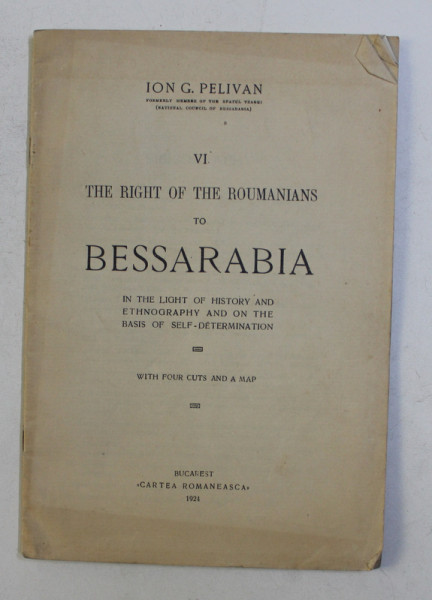 ION G. PELIVAN
FORMERLY MEMBER OF THE SFATUL TZAREI
(NATIONAL COUNCIL OF BESSARABIA)
VI.
THE RIGHT OF THE ROUMANIANS
TO
BESSARABIA
IN THE LIGHT OF HISTORY AND
ETHNOGRAPHY AND ON THE
BASIS OF SELF-DETERMINATION
WITH FOUR CUTS AND A MAP
BUCAREST
«CARTEA ROMANEASCA»
1924